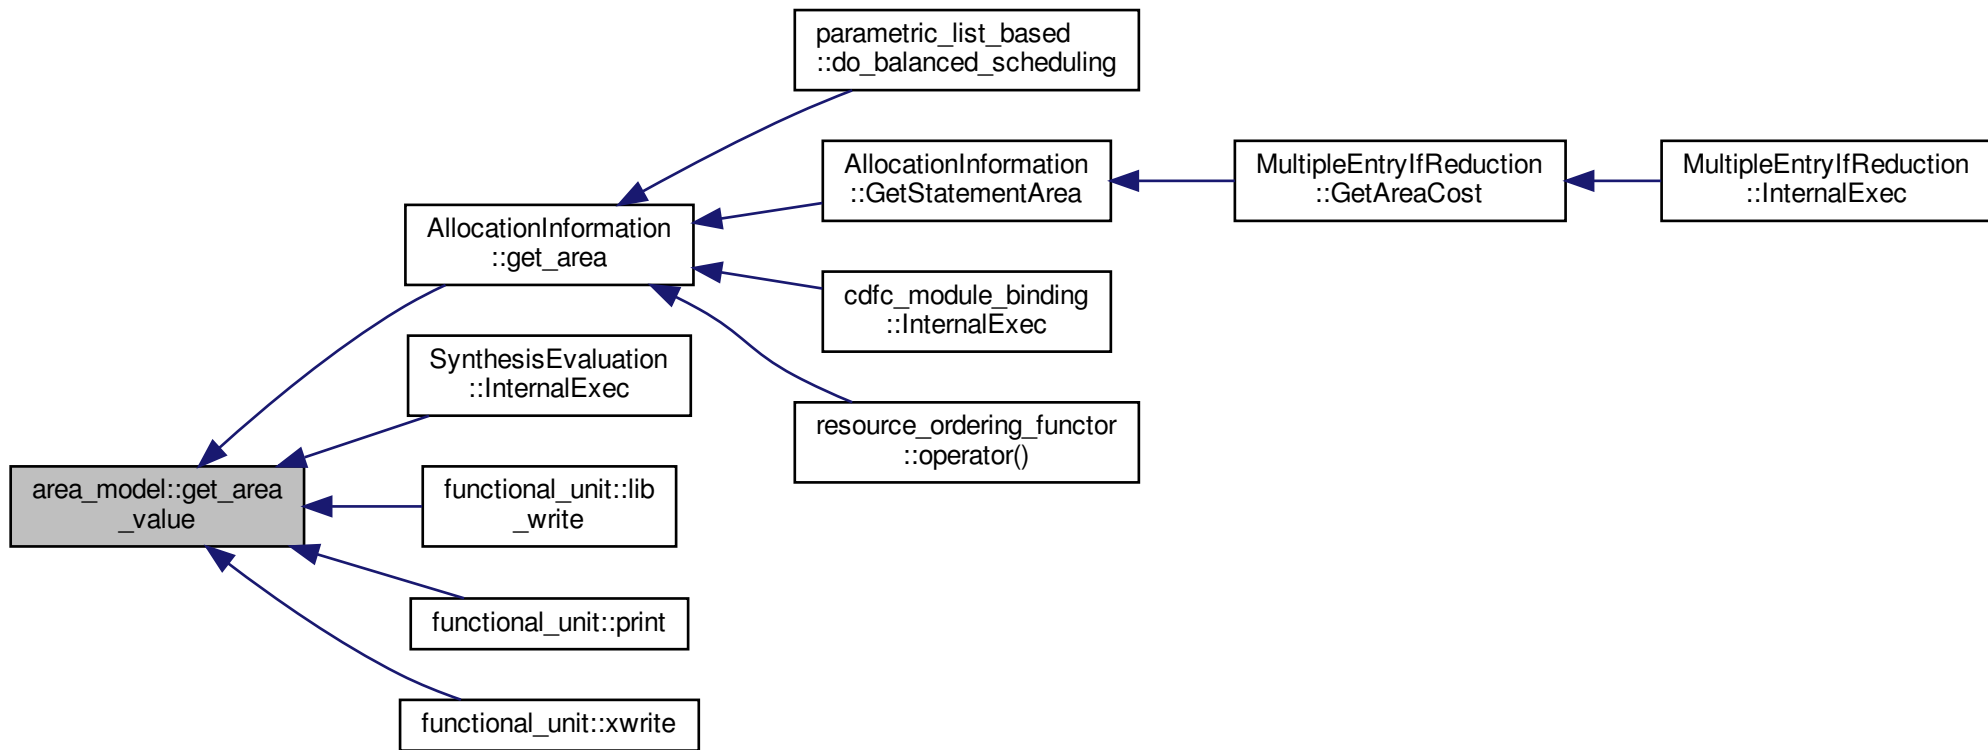 parametric_list_based
::do_balanced_scheduling
AllocationInformation
::GetStatementArea
MultipleEntryIfReduction
::GetAreaCost
MultipleEntryIfReduction
::InternalExec
AllocationInformation
::get_area
cdfc_module_binding
::InternalExec
SynthesisEvaluation
::InternalExec
resource_ordering_functor
::operator()
area_model::get_area
_value
functional_unit::lib
_write
functional_unit::print
functional_unit::xwrite